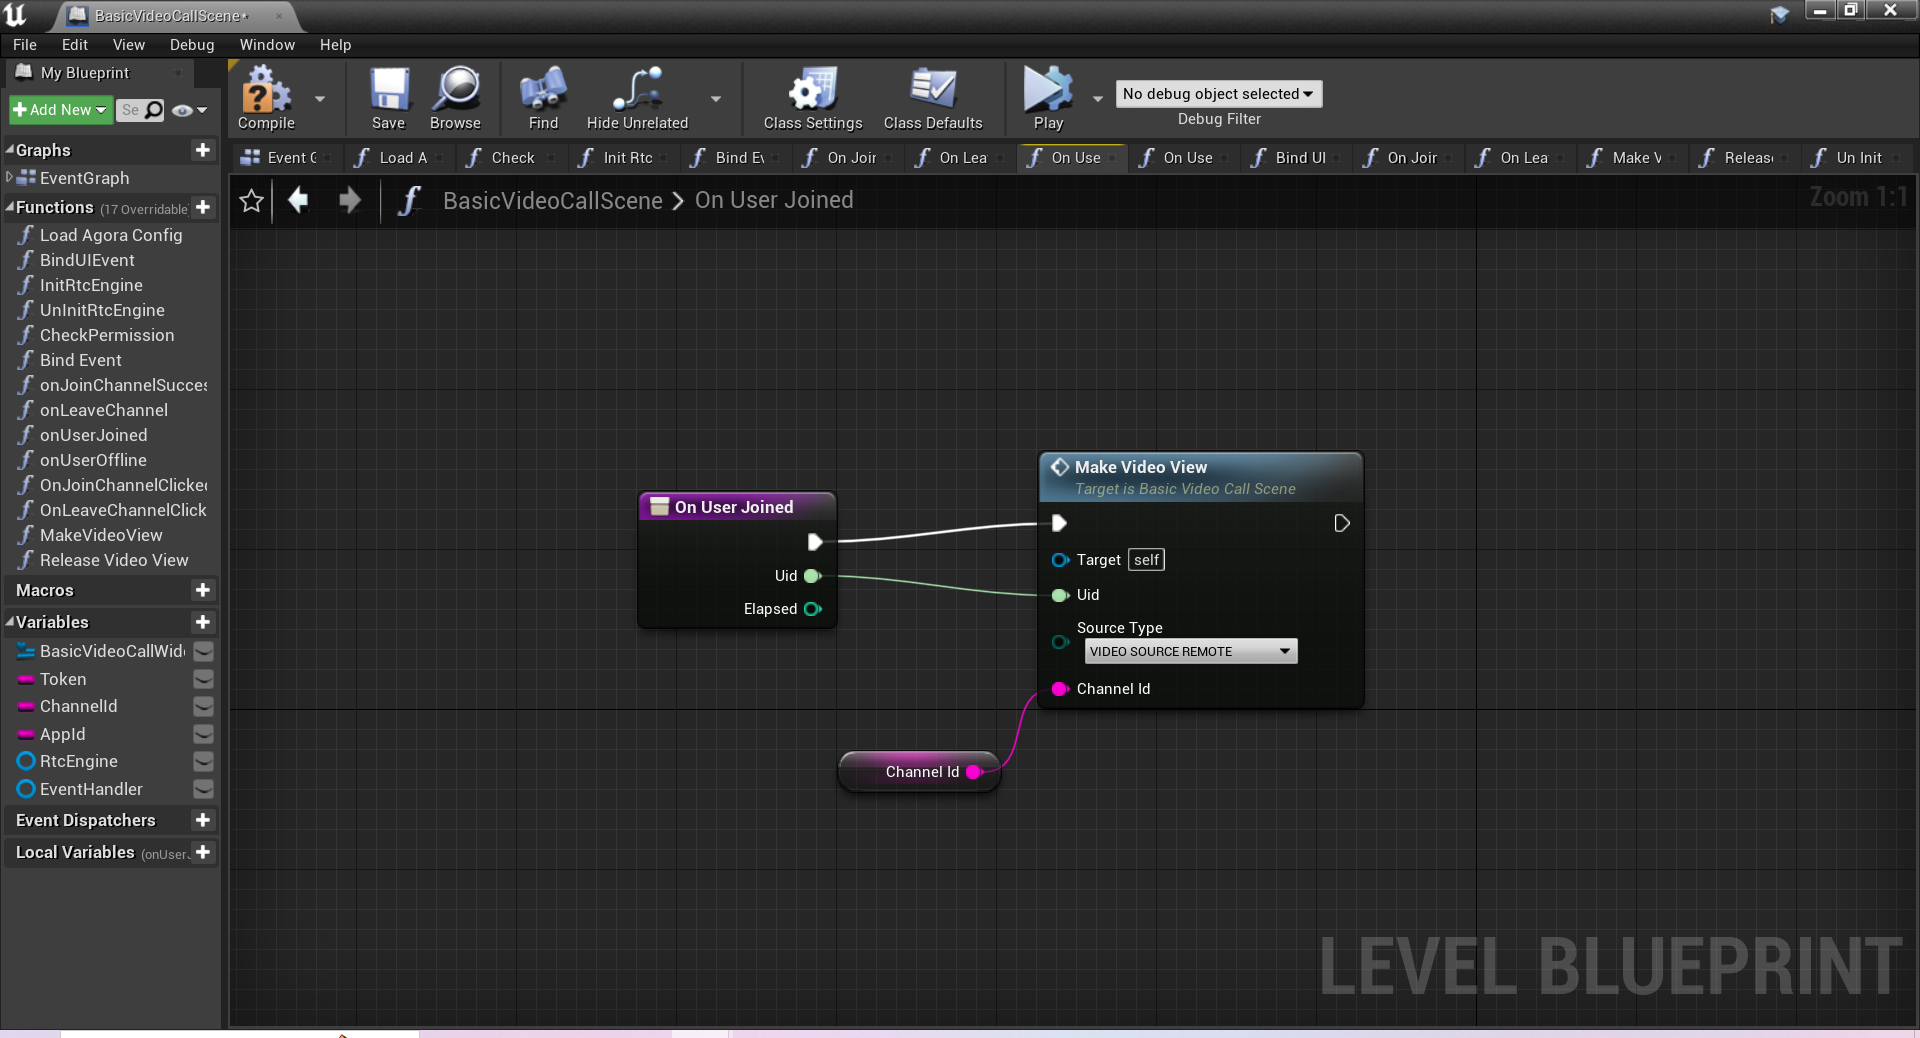 BasicVideoCallScene*
File Edit View Debug Window Help
My Blueprint
Add New
Se
Compile
Save
Browse
Find
Hide Unrelated
Class Settings
Class Defaults
Play
No debug object selected
Debug Filter
Graphs
EventGraph
Functions (17 Overridable
Load Agora Config
BindUIEvent
InitRtcEngine
UnInitRtcEngine
CheckPermission
Bind Event
onJoinChannelSucces
onLeaveChannel
onUserJoined
onUserOffline
OnJoinChannelClicked
OnLeaveChannelClick
MakeVideoView
Release Video View
Macros
Variables
BasicVideoCallWid
Token
ChannelId
AppId
RtcEngine
EventHandler
Event Dispatchers
Local Variables (onUserJ
Event G
Load A
Check
Init Rtc
Bind Ev
On Joir
On Lea
On Use
On Use
Bind UI
On Joir
On Lea
Make V
Releas
Un Init
BasicVideoCallScene > On User Joined
Zoom 1:1
On User Joined
Uid
Elapsed
Make Video View
Target is Basic Video Call Scene
Target self
Uid
Source Type
VIDEO SOURCE REMOTE
Channel Id
Channel Id
LEVEL BLUEPRINT